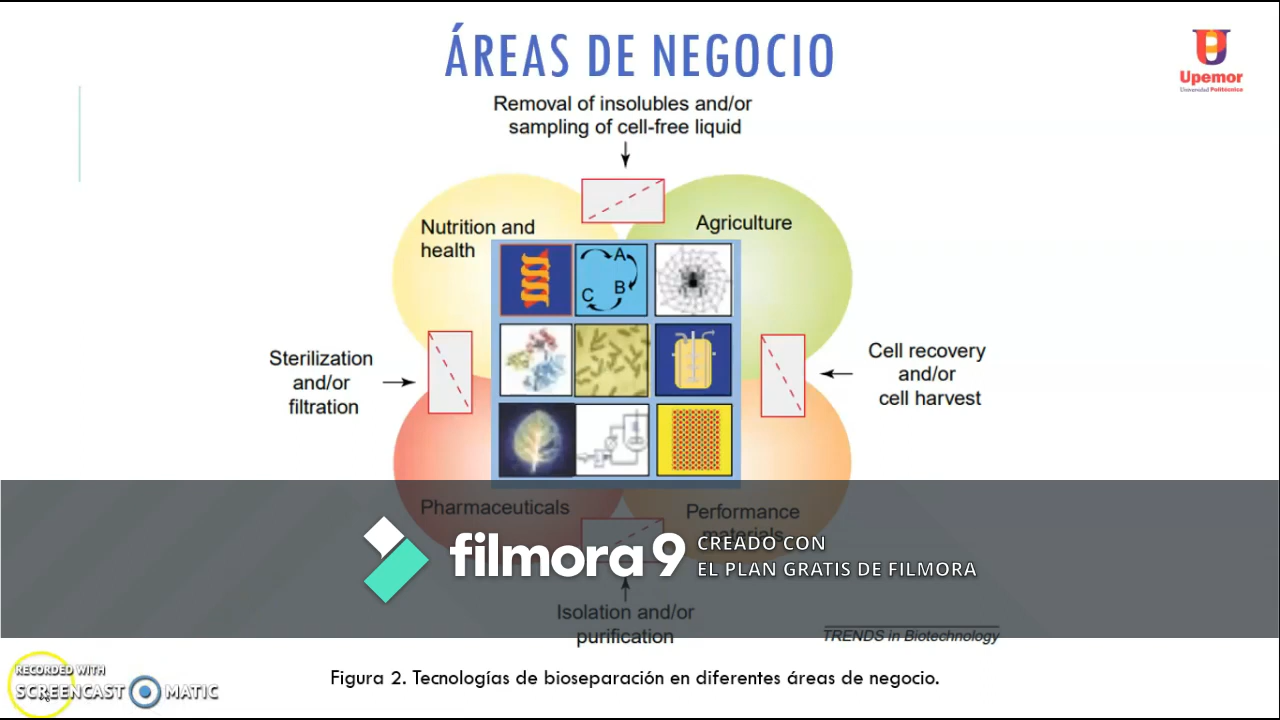 ÁREAS DE NEGOCIO
Upemor
Universidad Politécnica
Removal of insolubles and/or
sampling of cell-free liquid
Nutrition and
health
Agriculture
A
B
C
Sterilization
and/or
filtration
Cell recovery
and/or
cell harvest
Pharmaceuticals
Performance
materials
filmora9
CREADO CON
EL PLAN GRATIS DE FILMORA
Isolation and/or
purification
TRENDS in Biotechnology
RECORDED WITH
SCREENCAST MATIC
Figura 2. Tecnologías de bioseparación en diferentes áreas de negocio.